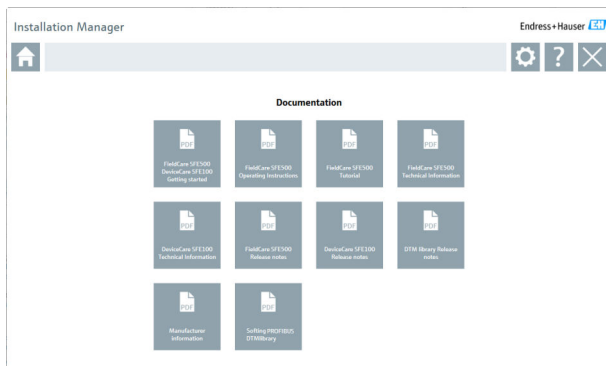 Installation Manager
Endress+Hauser EH
?
Documentation
PDF
FieldCare SFE500
DeviceCare SFE100
Getting started
PDF
FieldCare SFE500
Operating Instructions
PDF
FieldCare SFE500
Tutorial
PDF
FieldCare SFE500
Technical Information
PDF
DeviceCare SFE100
Technical Information
PDF
FieldCare SFE500
Release notes
PDF
DeviceCare SFE100
Release notes
PDF
DTM library Release
notes
PDF
Manufacturer
information
PDF
Softing PROFIBUS
DTMlibrary